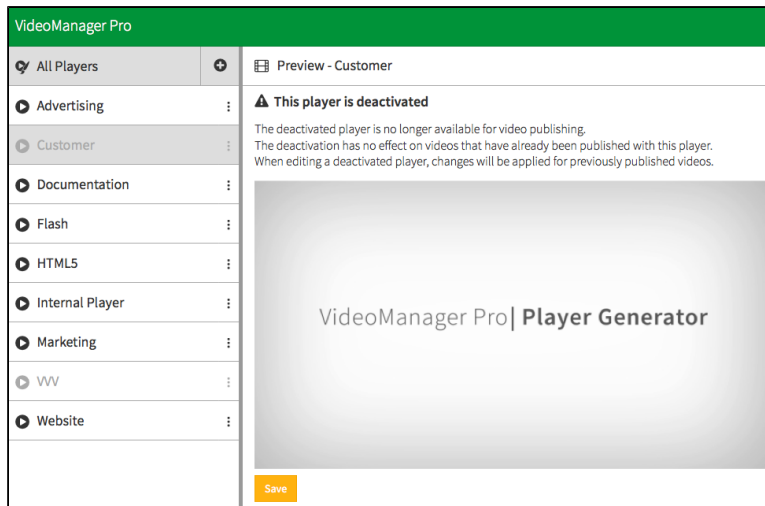 VideoManager Pro
All Players
Preview - Customer
This player is deactivated
The deactivated player is no longer available for video publishing.
The deactivation has no effect on videos that have already been published with this player.
When editing a deactivated player, changes will be applied for previously published videos.
Advertising
Customer
Documentation
Flash
HTML5
Internal Player
Marketing
VVV
Website
VideoManager Pro| Player Generator
Save